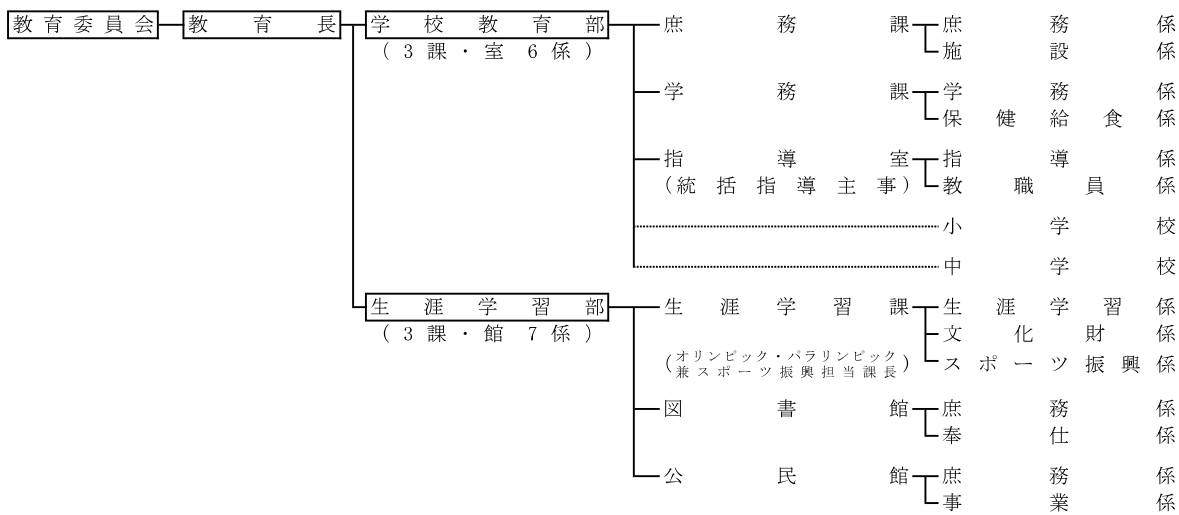 教育委員会 教育長 学校教育部 庶務課 庶務係
(3課・室 6係) 施設係
学務課 学務係
保健給食係
指導室 指導係
(統括指導主事) 教職員係
小学校
中学校
生涯学習部 生涯学習課 生涯学習係
(3課・館 7係) 文化財係
(オリンピック・パラリンピック
兼スポーツ振興担当課長) スポーツ振興係
図書館 庶務係
奉仕係
公民館 庶務係
事業係